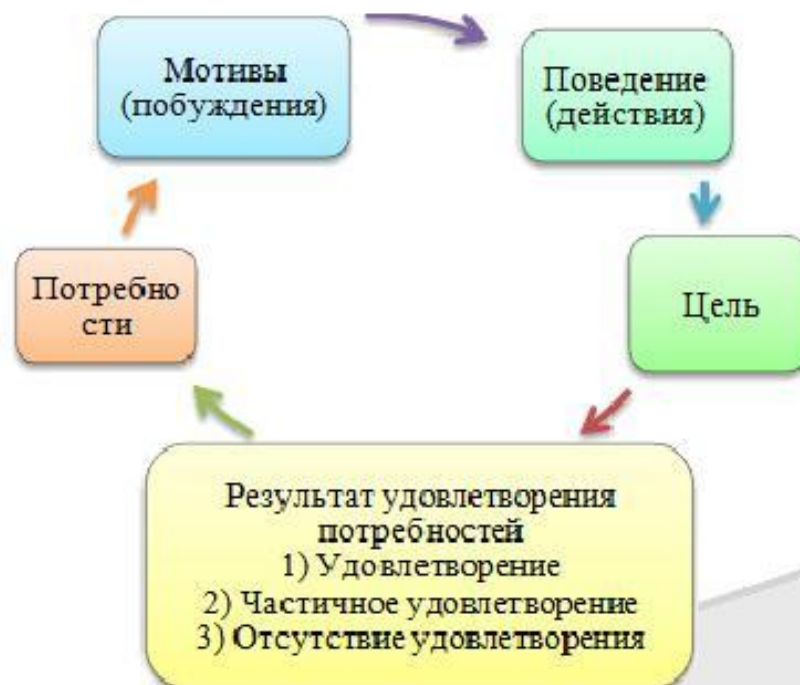 Мотивы
(побуждения)
Поведение
(действия)
Потребно
сти
Цель
Результат удовлетворения
потребностей
1) Удовлетворение
2) Частичное удовлетворение
3) Отсутствие удовлетворения